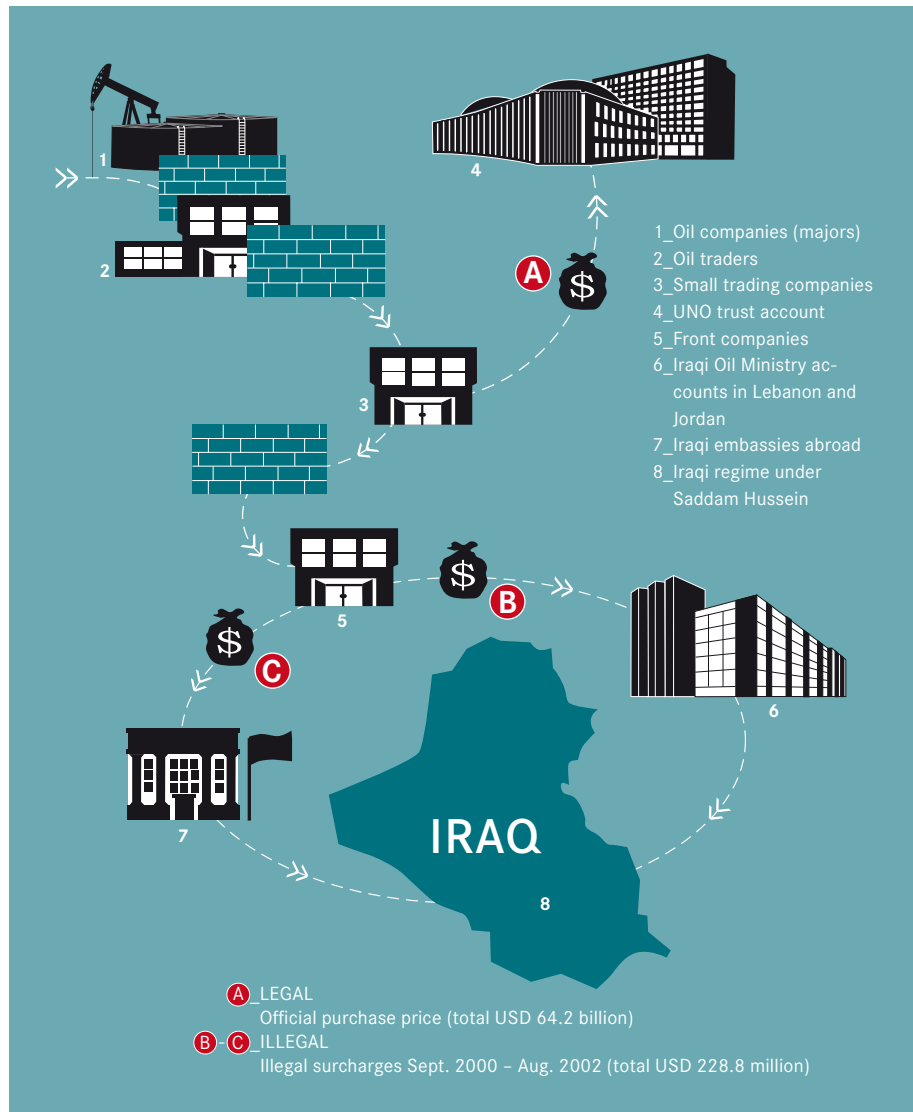 1
2
3
4
A
$
1_Oil companies (majors)
2_Oil traders
3_Small trading companies
4_UNO trust account
5_Front companies
6_Iraqi Oil Ministry ac-
counts in Lebanon and
Jordan
7_Iraqi embassies abroad
8_Iraqi regime under
Saddam Hussein
$
B
5
$
C
6
7
IRAQ
8
A_LEGAL
Official purchase price (total USD 64.2 billion)
B-C_ILLEGAL
Illegal surcharges Sept. 2000 – Aug. 2002 (total USD 228.8 million)